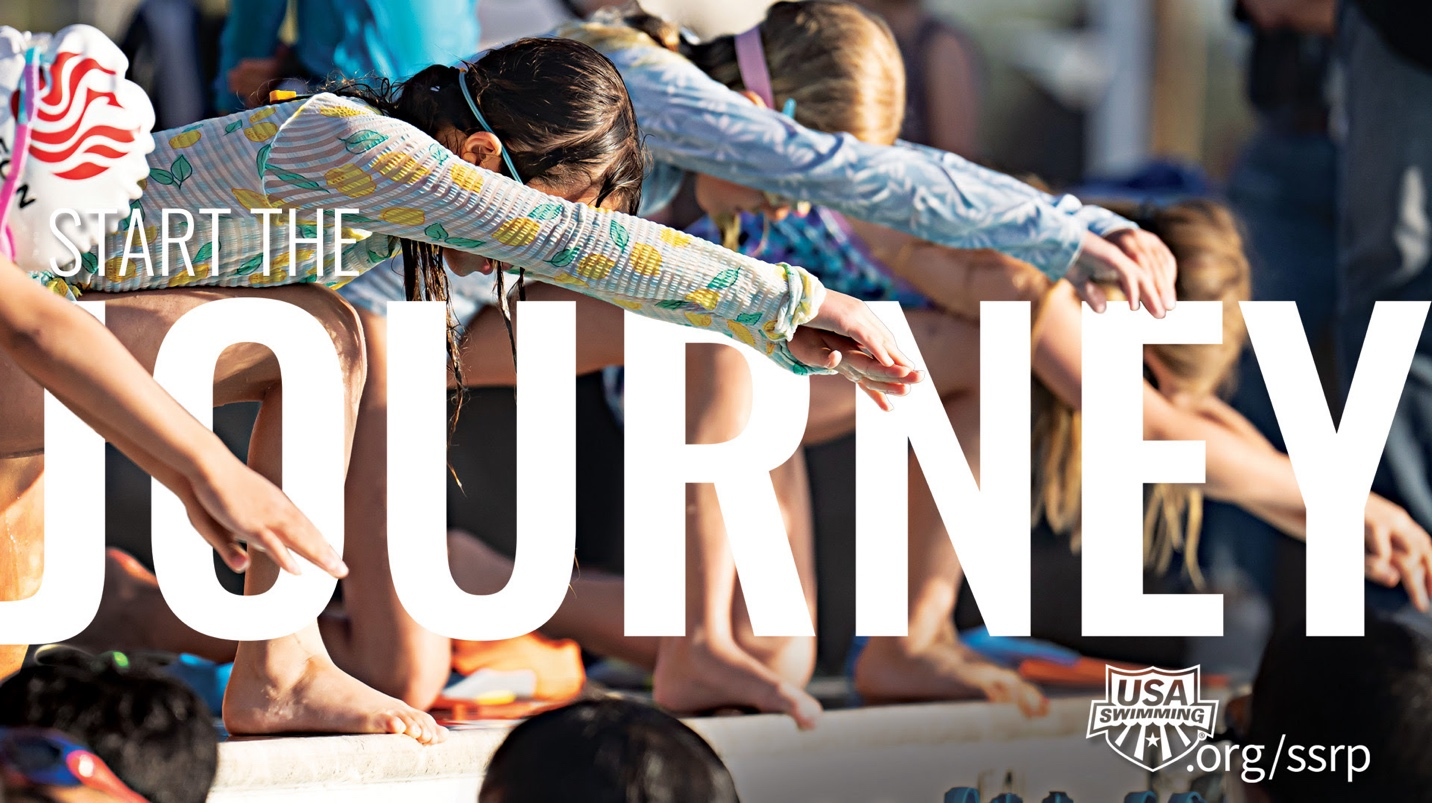 START THE
JOURNEY
USA
SWIMMING®
.org/ssrp